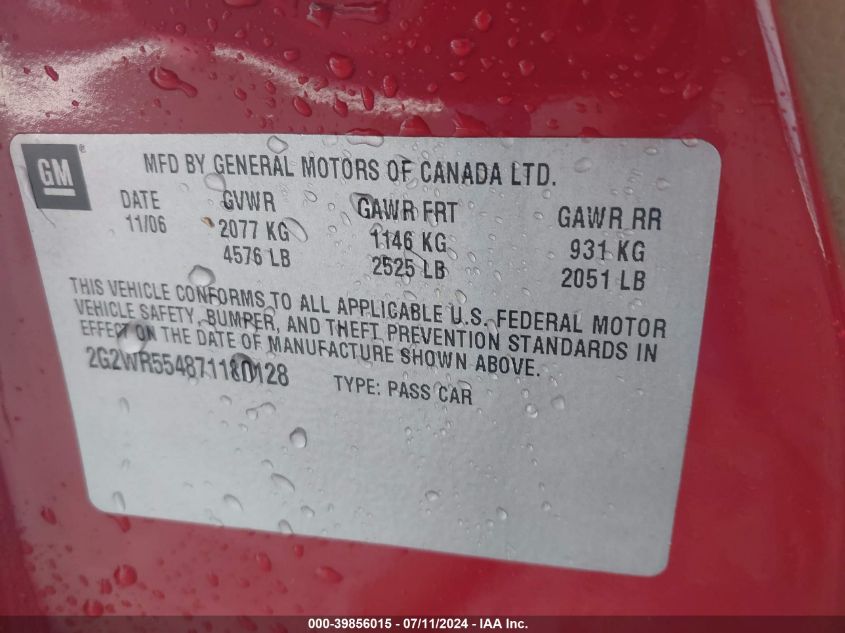 GM®
MFD BY GENERAL MOTORS OF CANADA LTD.
DATE GVWR GAWR FRT GAWR RR
11/06 2077 KG 1146 KG 931 KG
4576 LB 2525 LB 2051 LB
THIS VEHICLE CONFORMS TO ALL APPLICABLE U.S. FEDERAL MOTOR
VEHICLE SAFETY, BUMPER, AND THEFT PREVENTION STANDARDS IN
EFFECT ON THE DATE OF MANUFACTURE SHOWN ABOVE.
2G2WR554871180128 TYPE: PASS CAR
000-39856015 - 07/11/2024 - IAA Inc.